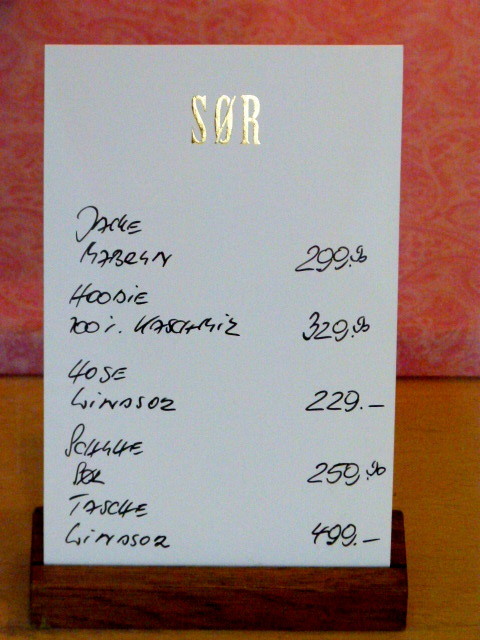 SØR
JACKE
MABRUN 299.90
HOODIE
100% KASCHMIR 329.90
HOSE
WINDSOR 229.–
SCHUHE
SØR 259.90
TASCHE
WINDSOR 499.–